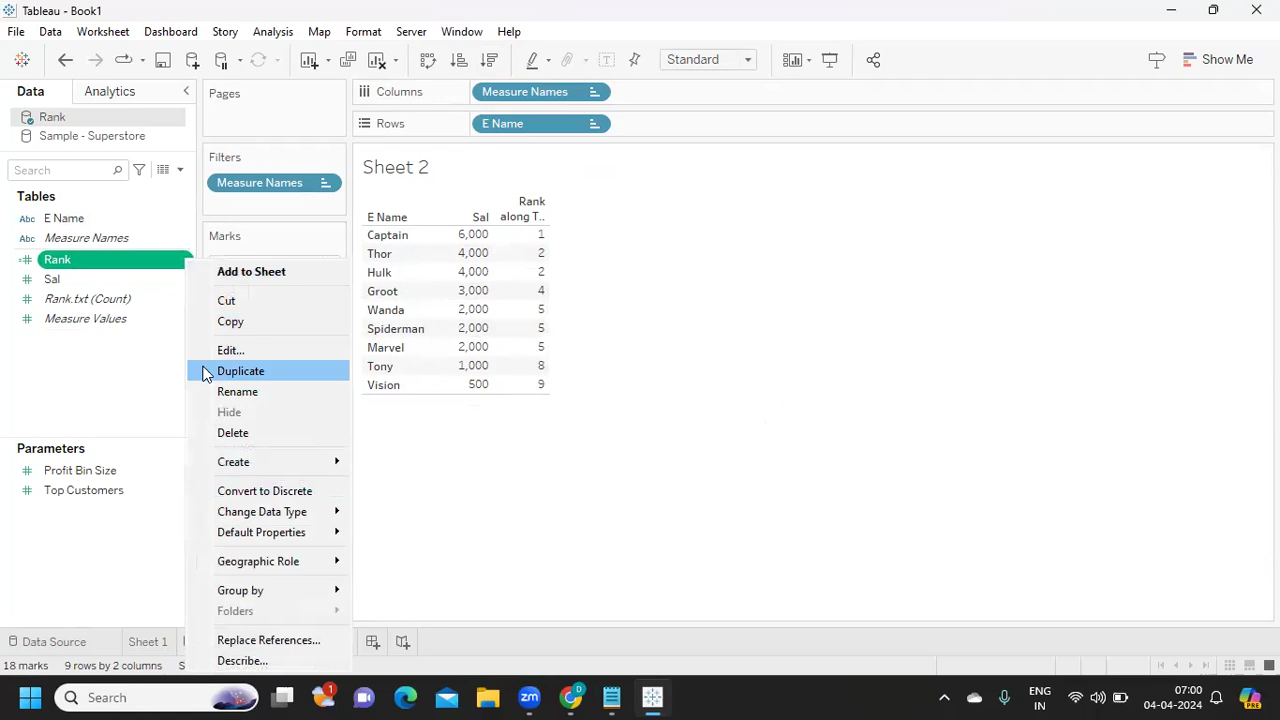 Tableau - Book1
File Data Worksheet Dashboard Story Analysis Map Format Server Window Help
Standard
Show Me
Data Analytics
Pages
Columns Measure Names
Rank
Sample - Superstore
Rows E Name
Search
Filters
Sheet 2
Measure Names
Tables
Abc E Name
Abc Measure Names
Marks
Rank
Sal
Rank.txt (Count)
Measure Values
E Name Sal Rank along T..
Captain 6,000 1
Thor 4,000 2
Hulk 4,000 2
Groot 3,000 4
Wanda 2,000 5
Spiderman 2,000 5
Marvel 2,000 5
Tony 1,000 8
Vision 500 9
Add to Sheet
Cut
Copy
Edit...
Duplicate
Rename
Hide
Delete
Create
Convert to Discrete
Change Data Type
Default Properties
Geographic Role
Group by
Folders
Replace References...
Describe...
Parameters
Profit Bin Size
Top Customers
Data Source Sheet 1
18 marks 9 rows by 2 columns
Search
1
ENG
IN
07:00
04-04-2024
PRE